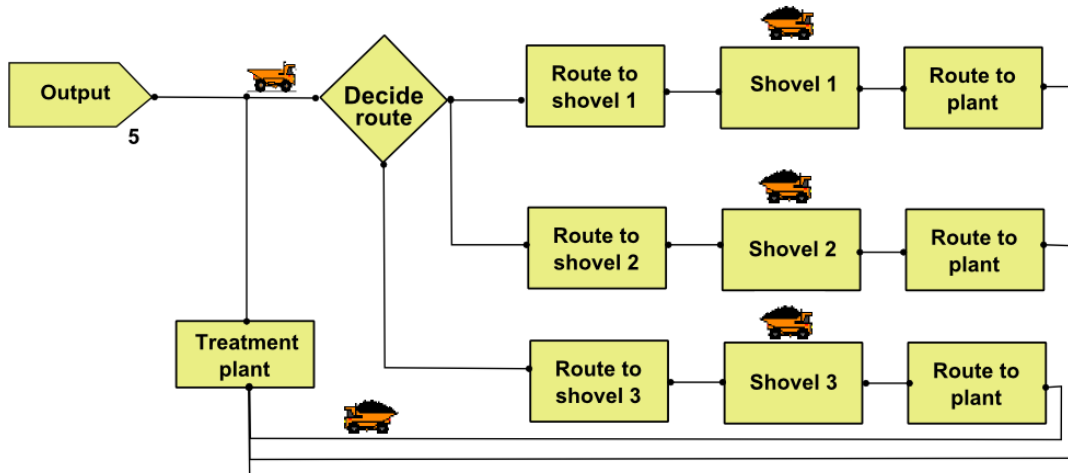 Output
5
Decide
route
Route to
shovel 1
Shovel 1
Route to
plant
Route to
shovel 2
Shovel 2
Route to
plant
Treatment
plant
Route to
shovel 3
Shovel 3
Route to
plant